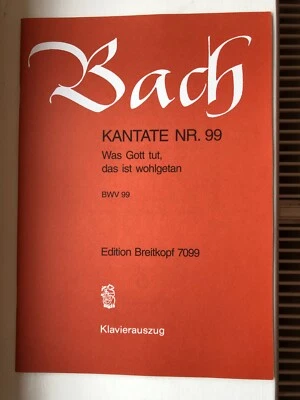 Bach
KANTATE NR. 99
Was Gott tut,
das ist wohlgetan
BWV 99
Edition Breitkopf 7099
Klavierauszug